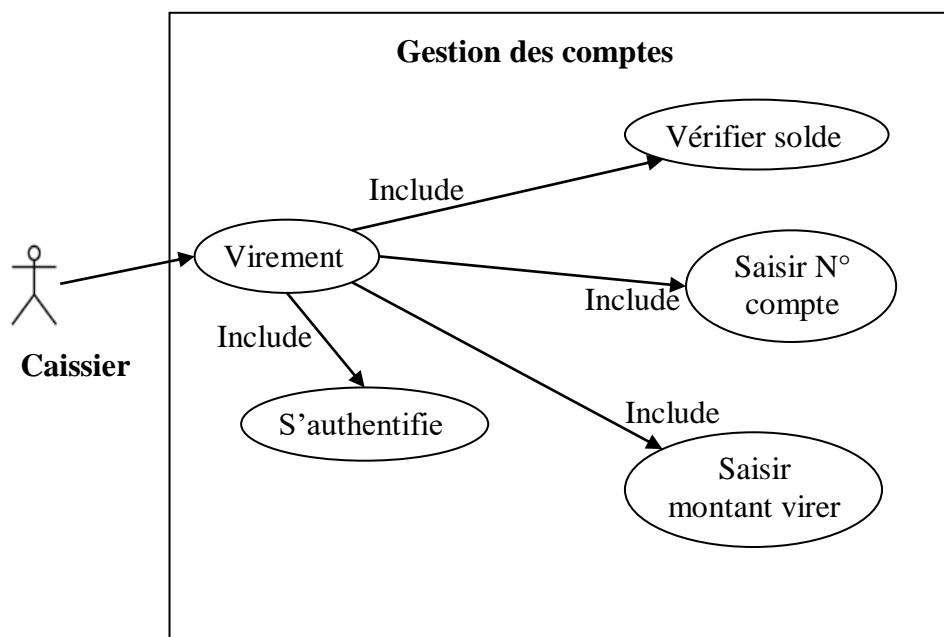 Gestion des comptes
Vérifier solde
Include
Virement
Saisir N°
compte
Include
Include
Caissier
S’authentifie
Include
Saisir
montant virer